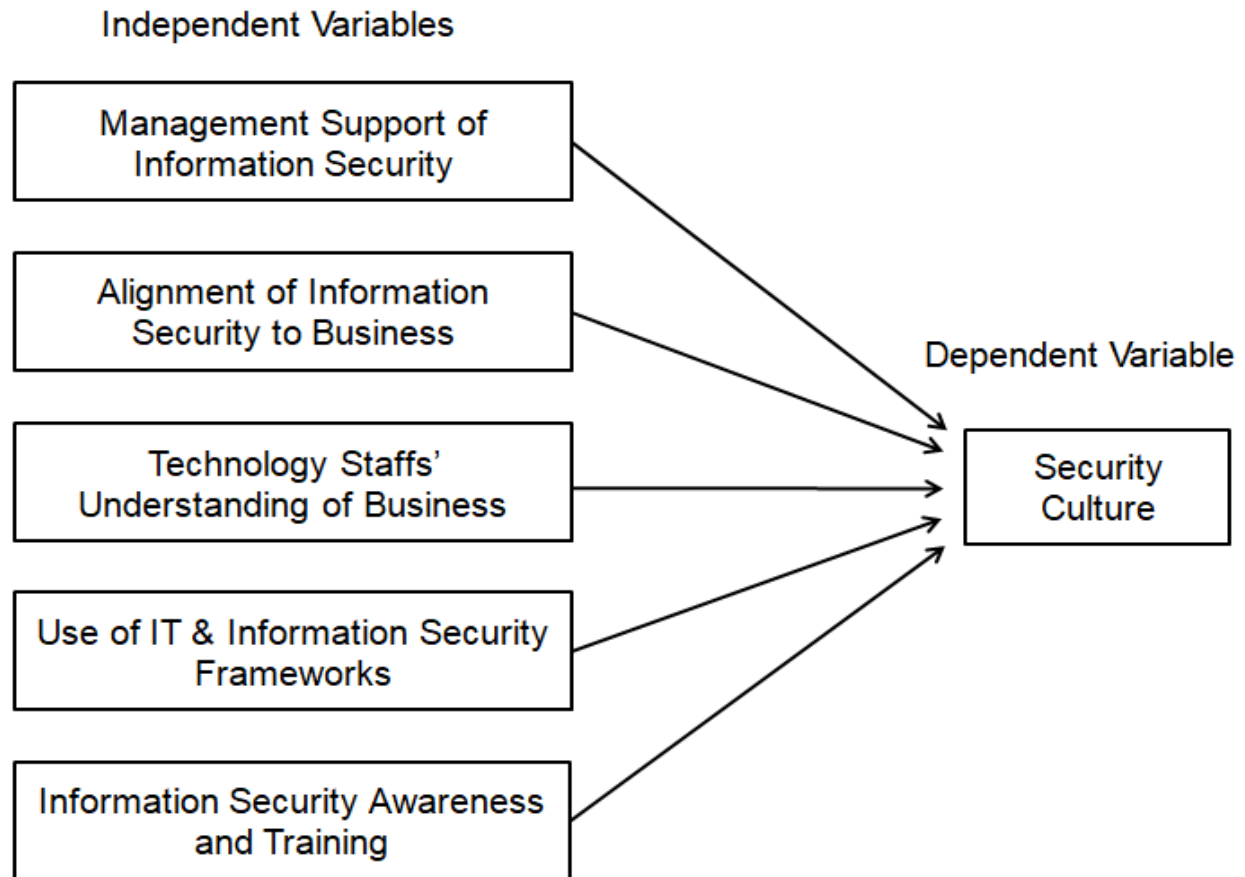 Independent Variables
Management Support of
Information Security
Alignment of Information
Security to Business
Technology Staffs’
Understanding of Business
Use of IT & Information Security
Frameworks
Information Security Awareness
and Training
Dependent Variable
Security
Culture